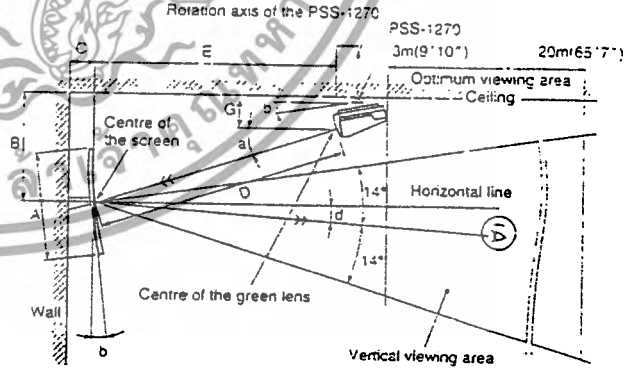 Rotation axis of the PSS-1270
PSS-1270
C
E
3m(9'10")
20m(65'7")
Optimum viewing area
Ceiling
G
b
B
Centre of
the screen
a
D
14°
Horizontal line
A
d
14°
Centre of the green lens
Wall
b
Vertical viewing area